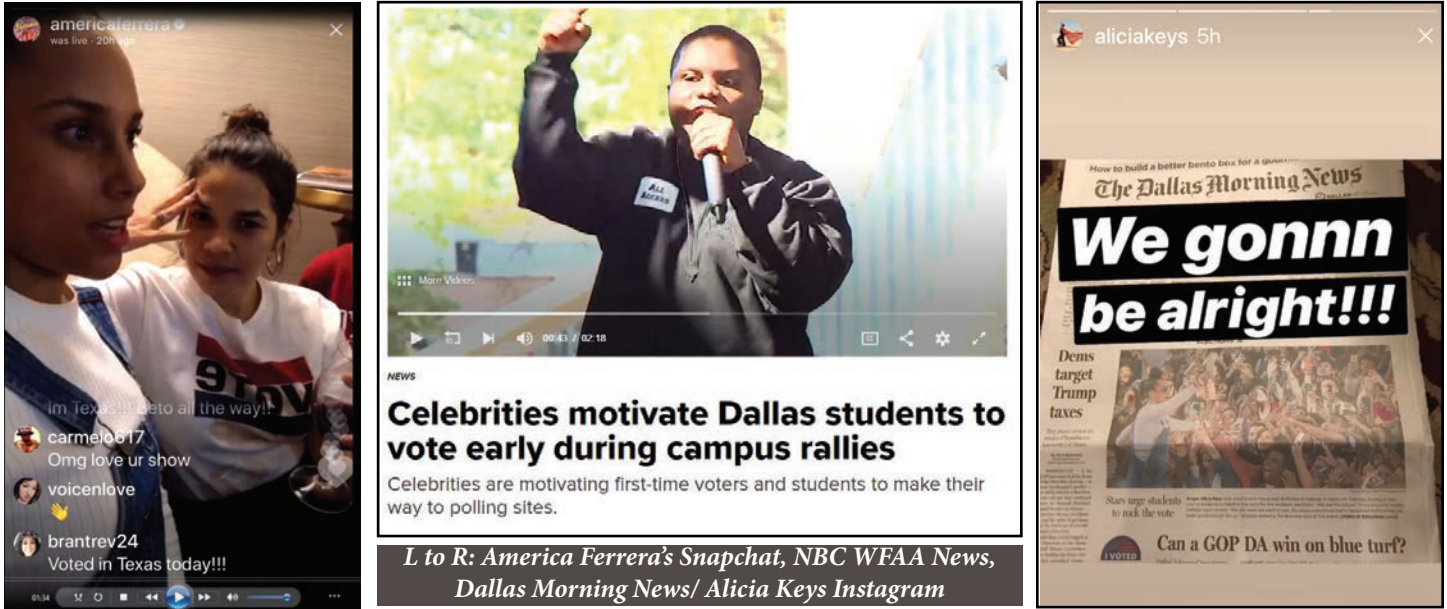 americaferrera
was live · 20h ago
VOTE
Im Texas!!! Beto all the way!!
carmelo617
Omg love ur show
voicenlove
👋
brantrev24
Voted in Texas today!!!
01:34
ALL
ACCESS
More Videos
00:43 / 02:18
NEWS
Celebrities motivate Dallas students to
vote early during campus rallies
Celebrities are motivating first-time voters and students to make their
way to polling sites.
L to R: America Ferrera's Snapchat, NBC WFAA News,
Dallas Morning News/ Alicia Keys Instagram
aliciakeys 5h
How to build a better bento box for a
The Dallas Morning News
We gonnn
be alright!!!
Dems
target
Trump
taxes
Stars urge students
to rock the vote
I VOTED
Can a GOP DA win on blue turf?